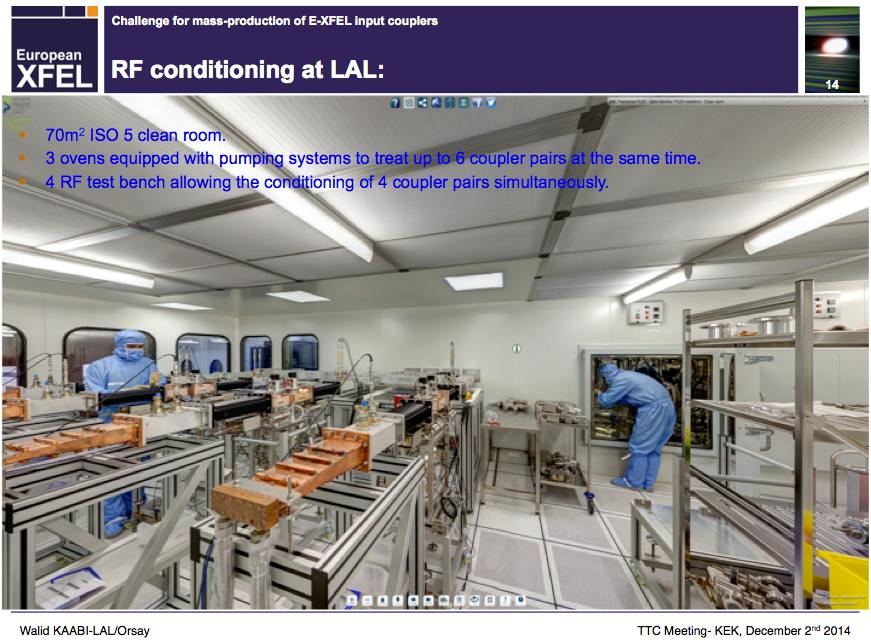 Challenge for mass-production of E-XFEL input couplers
European
XFEL
RF conditioning at LAL:
14
70m² ISO 5 clean room.
3 ovens equipped with pumping systems to treat up to 6 coupler pairs at the same time.
4 RF test bench allowing the conditioning of 4 coupler pairs simultaneously.
Walid KAABI-LAL/Orsay
TTC Meeting- KEK, December 2nd 2014